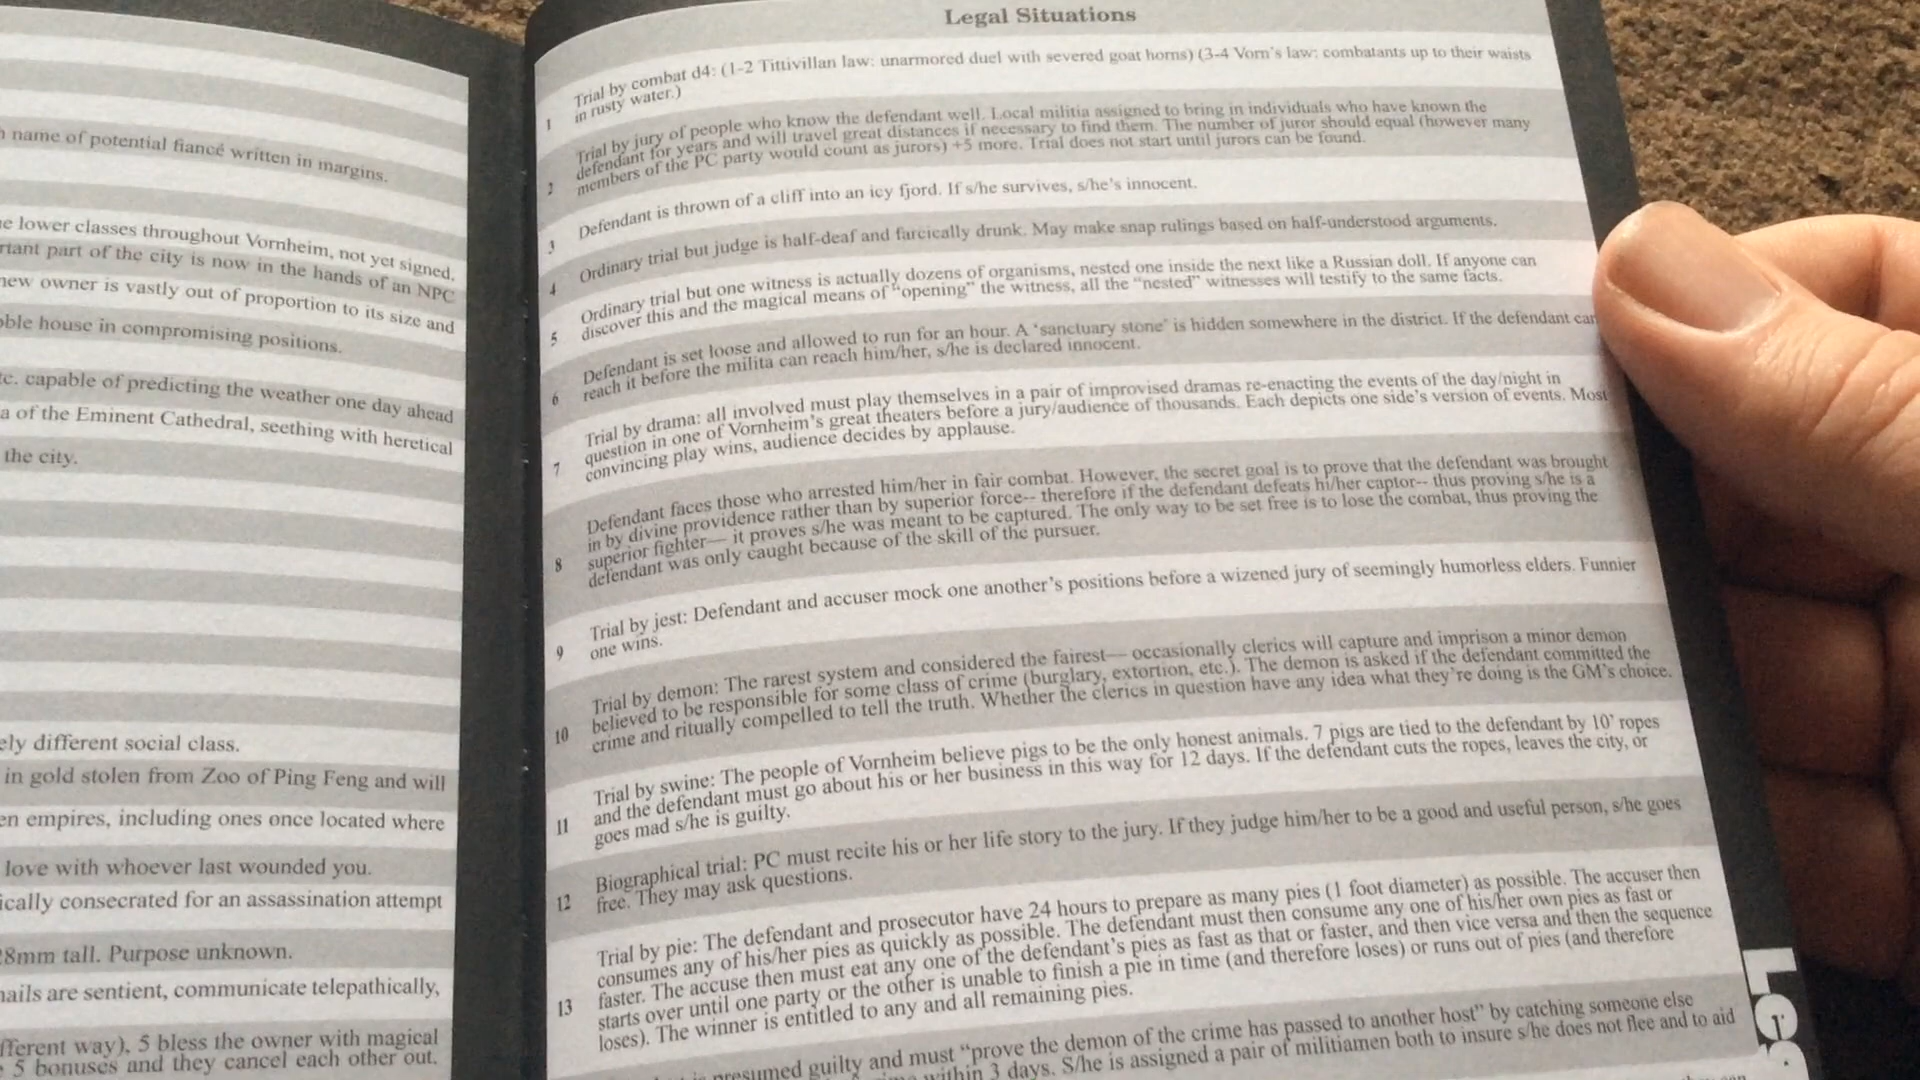 name of potential fiancé written in margins.
lower classes throughout Vornheim, not yet signed.
part of the city is now in the hands of an NPC
new owner is vastly out of proportion to its size and
house in compromising positions.
capable of predicting the weather one day ahead
a of the Eminent Cathedral, seething with heretical
the city.
different social class.
in gold stolen from Zoo of Ping Feng and will
empires, including ones once located where
love with whoever last wounded you.
consecrated for an assassination attempt
8mm tall. Purpose unknown.
are sentient, communicate telepathically,
way), 5 bless the owner with magical
5 bonuses and they cancel each other out.
Legal Situations
1 Trial by combat d4: (1-2 Tittivillan law: unarmored duel with severed goat horns) (3-4 Vorn's law: combatants up to their waists
in rusty water.)
2 Trial by jury of people who know the defendant well. Local militia assigned to bring in individuals who have known the
defendant for years and will travel great distances if necessary to find them. The number of juror should equal (however many
members of the PC party would count as jurors) +5 more. Trial does not start until jurors can be found.
3 Defendant is thrown of a cliff into an icy fjord. If s/he survives, s/he's innocent.
4 Ordinary trial but judge is half-deaf and farcically drunk. May make snap rulings based on half-understood arguments.
5 Ordinary trial but one witness is actually dozens of organisms, nested one inside the next like a Russian doll. If anyone can
discover this and the magical means of "opening" the witness, all the "nested" witnesses will testify to the same facts.
6 Defendant is set loose and allowed to run for an hour. A 'sanctuary stone' is hidden somewhere in the district. If the defendant can
reach it before the milita can reach him/her, s/he is declared innocent.
7 Trial by drama: all involved must play themselves in a pair of improvised dramas re-enacting the events of the day/night in
question in one of Vornheim's great theaters before a jury/audience of thousands. Each depicts one side's version of events. Most
convincing play wins, audience decides by applause.
8 Defendant faces those who arrested him/her in fair combat. However, the secret goal is to prove that the defendant was brought
in by divine providence rather than by superior force-- therefore if the defendant defeats hi/her captor-- thus proving s/he is a
superior fighter— it proves s/he was meant to be captured. The only way to be set free is to lose the combat, thus proving the
defendant was only caught because of the skill of the pursuer.
9 Trial by jest: Defendant and accuser mock one another's positions before a wizened jury of seemingly humorless elders. Funnier
one wins.
10 Trial by demon: The rarest system and considered the fairest— occasionally clerics will capture and imprison a minor demon
believed to be responsible for some class of crime (burglary, extortion, etc.). The demon is asked if the defendant committed the
crime and ritually compelled to tell the truth. Whether the clerics in question have any idea what they're doing is the GM's choice.
11 Trial by swine: The people of Vornheim believe pigs to be the only honest animals. 7 pigs are tied to the defendant by 10' ropes
and the defendant must go about his or her business in this way for 12 days. If the defendant cuts the ropes, leaves the city, or
goes mad s/he is guilty.
12 Biographical trial: PC must recite his or her life story to the jury. If they judge him/her to be a good and useful person, s/he goes
free. They may ask questions.
13 Trial by pie: The defendant and prosecutor have 24 hours to prepare as many pies (1 foot diameter) as possible. The accuser then
consumes any of his/her pies as quickly as possible. The defendant must then consume any one of his/her own pies as fast or
faster. The accuse then must eat any one of the defendant's pies as fast as that or faster, and then vice versa and then the sequence
starts over until one party or the other is unable to finish a pie in time (and therefore loses) or runs out of pies (and therefore
loses). The winner is entitled to any and all remaining pies.
presumed guilty and must "prove the demon of the crime has passed to another host" by catching someone else
within 3 days. S/he is assigned a pair of militiamen both to insure s/he does not flee and to aid